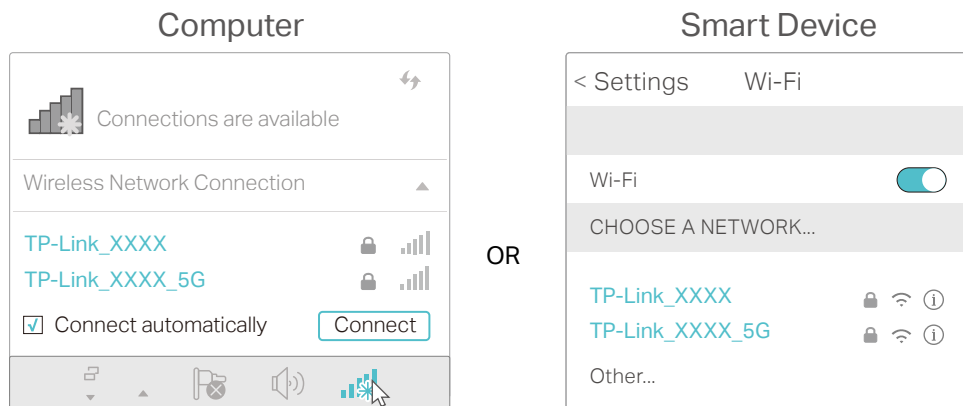 Computer
Connections are available
Wireless Network Connection
TP-Link_XXXX
TP-Link_XXXX_5G
Connect automatically
Connect
OR
Smart Device
< Settings Wi-Fi
Wi-Fi
CHOOSE A NETWORK...
TP-Link_XXXX
TP-Link_XXXX_5G
Other...